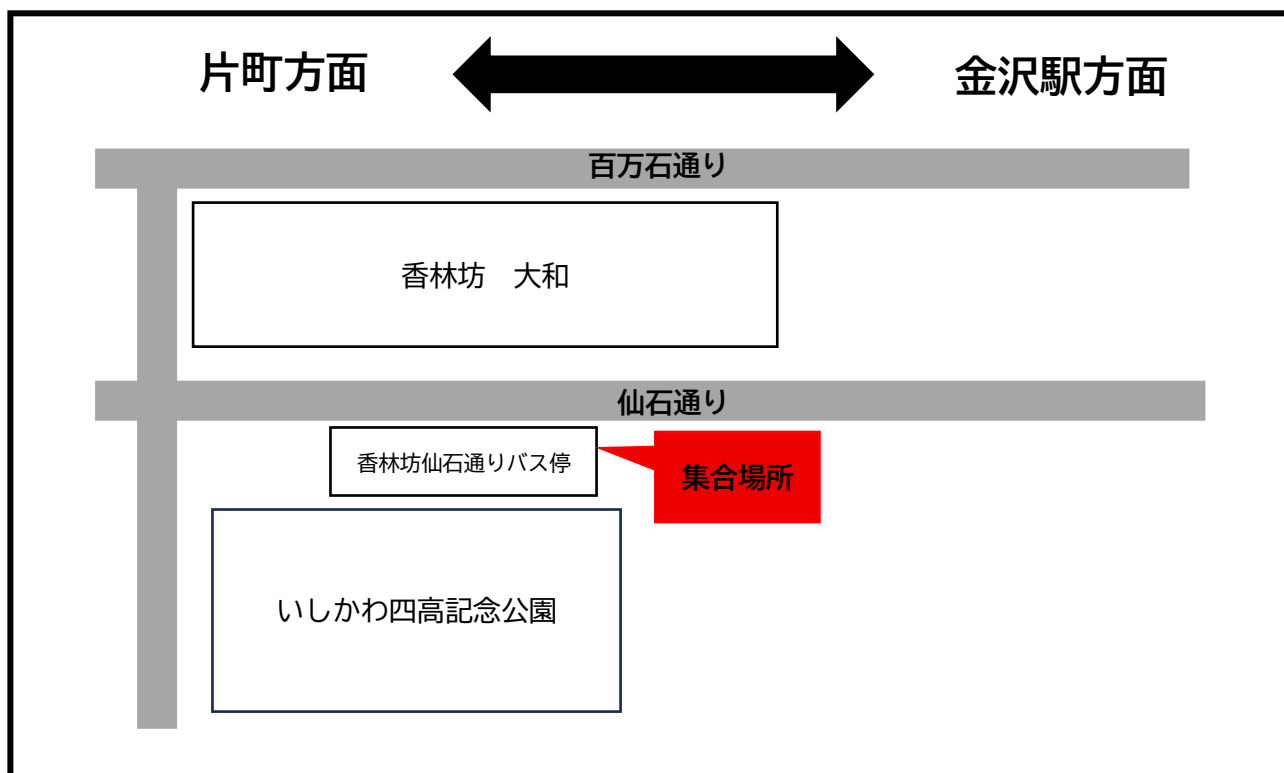 片町方面
金沢駅方面
百万石通り
香林坊　大和
仙石通り
香林坊仙石通りバス停
集合場所
いしかわ四高記念公園